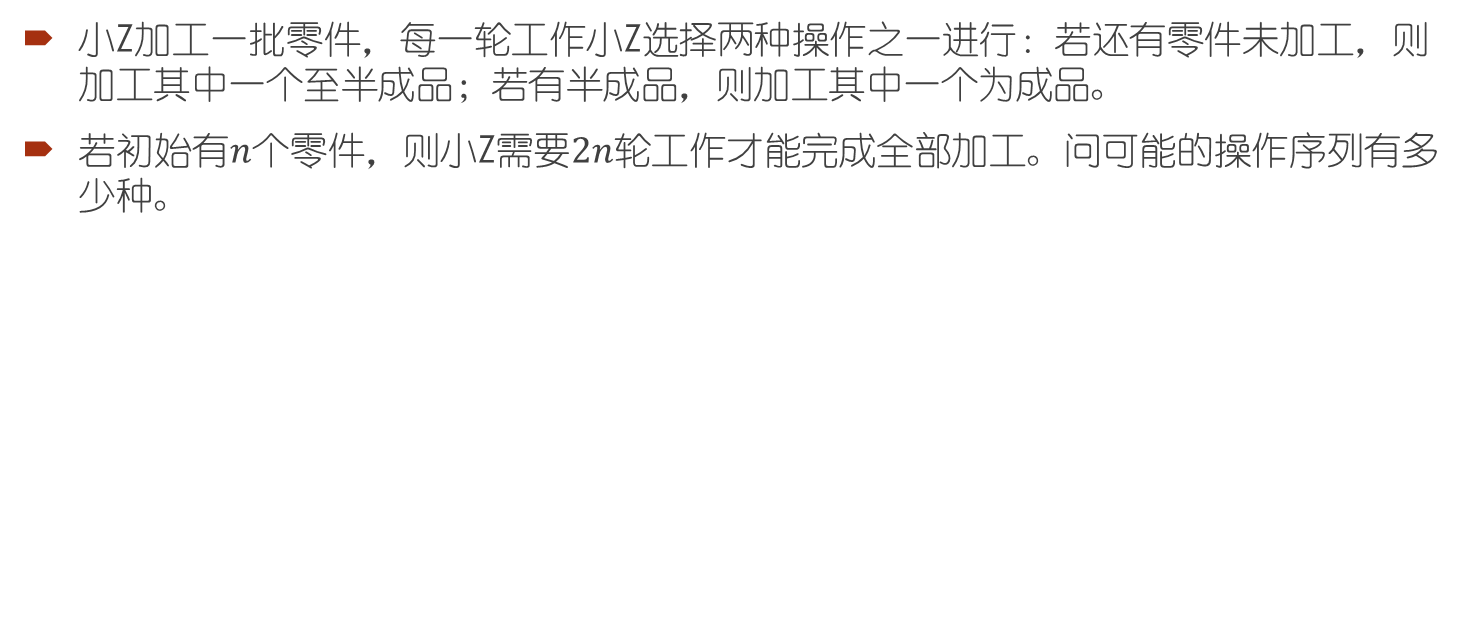 小Z加工一批零件，每一轮工作小Z选择两种操作之一进行：若还有零件未加工，则
加工其中一个至半成品；若有半成品，则加工其中一个为成品。
若初始有n个零件，则小Z需要2n轮工作才能完成全部加工。问可能的操作序列有多
少种。